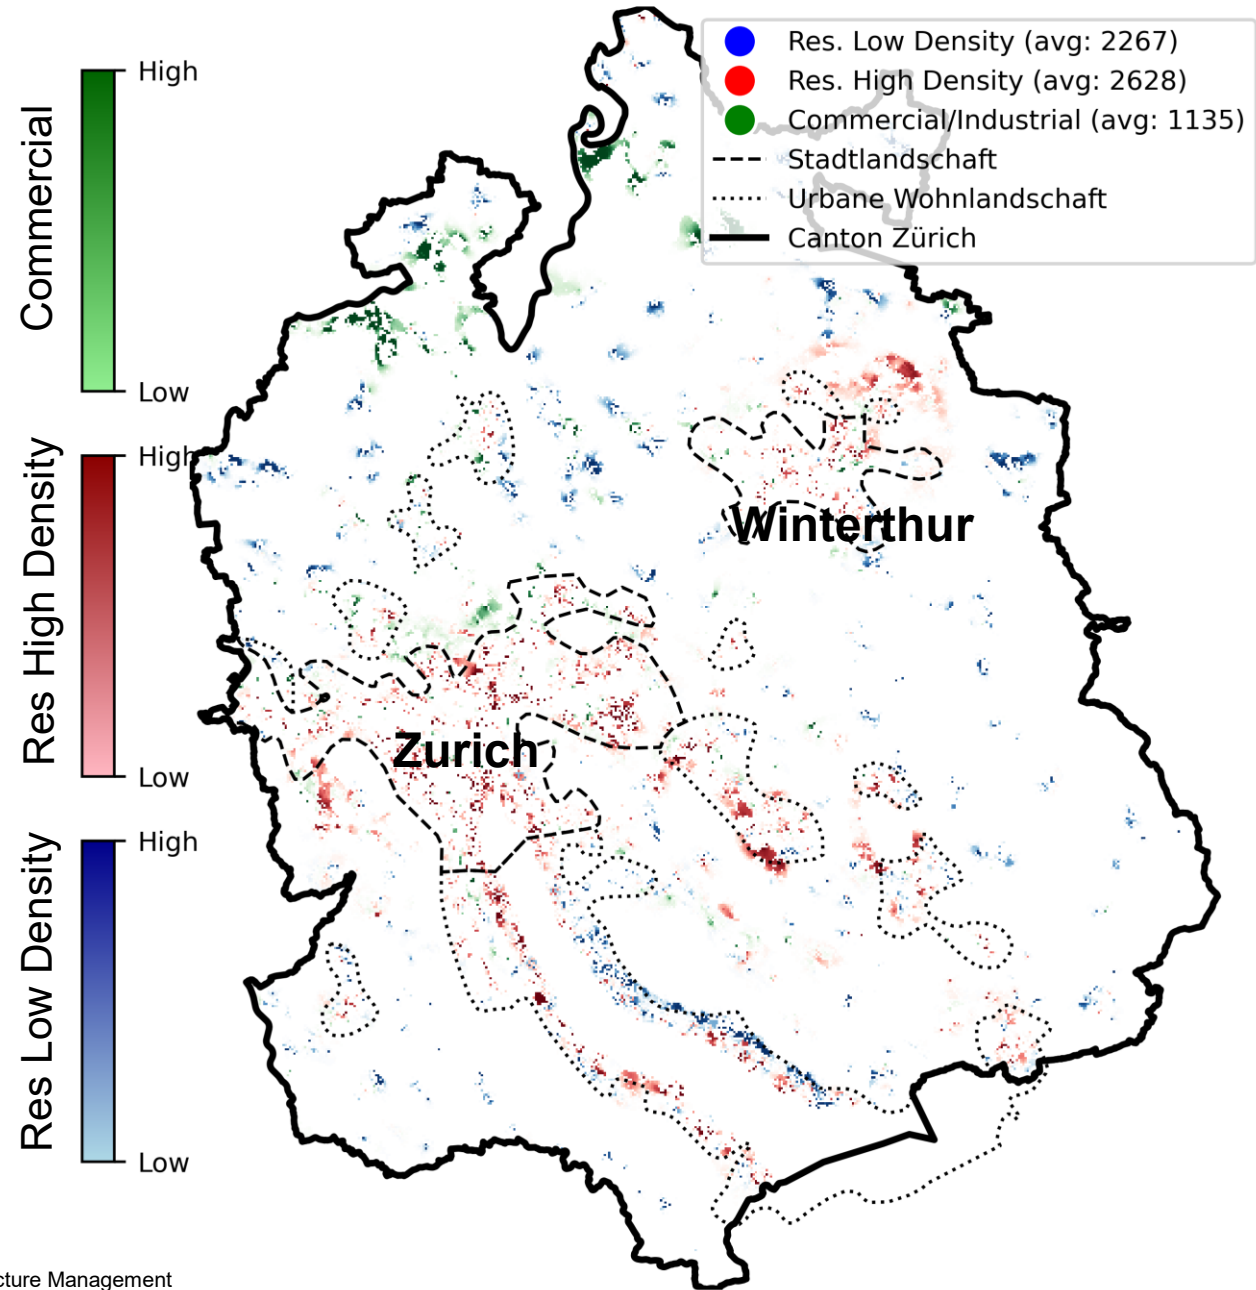 Res. Low Density (avg: 2267)
Res. High Density (avg: 2628)
Commercial/Industrial (avg: 1135)
Stadtlandschaft
Urbane Wohnlandschaft
Canton Zürich
Commercial
High
Low
Res High Density
High
Low
Res Low Density
High
Low
Winterthur
Zurich
cture Management